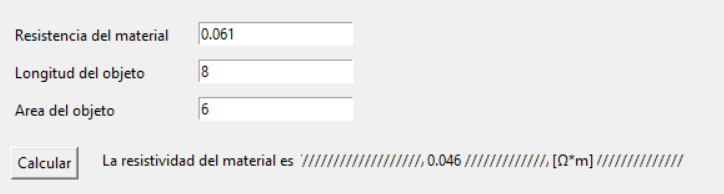 Resistencia del material 0.061
Longitud del objeto 8
Area del objeto 6
Calcular La resistividad del material es ////////////////////, 0.046 /////////////, [Ω*m] //////////////